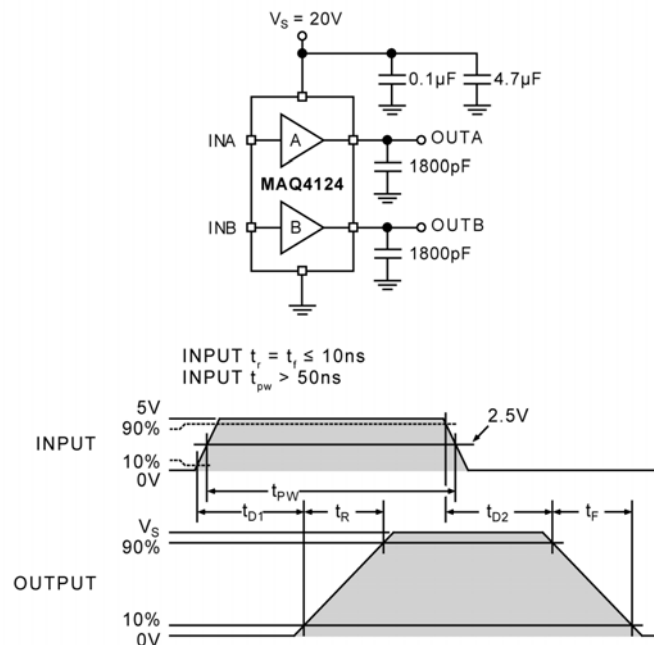 V_S = 20V
0.1µF 4.7µF
INA A OUTA
1800pF
MAQ4124
INB B OUTB
1800pF
INPUT t_r = t_f ≤ 10ns
INPUT t_pw > 50ns
5V
90%
2.5V
INPUT
10%
0V
t_PW
t_D1 t_R t_D2 t_F
V_S
90%
OUTPUT
10%
0V